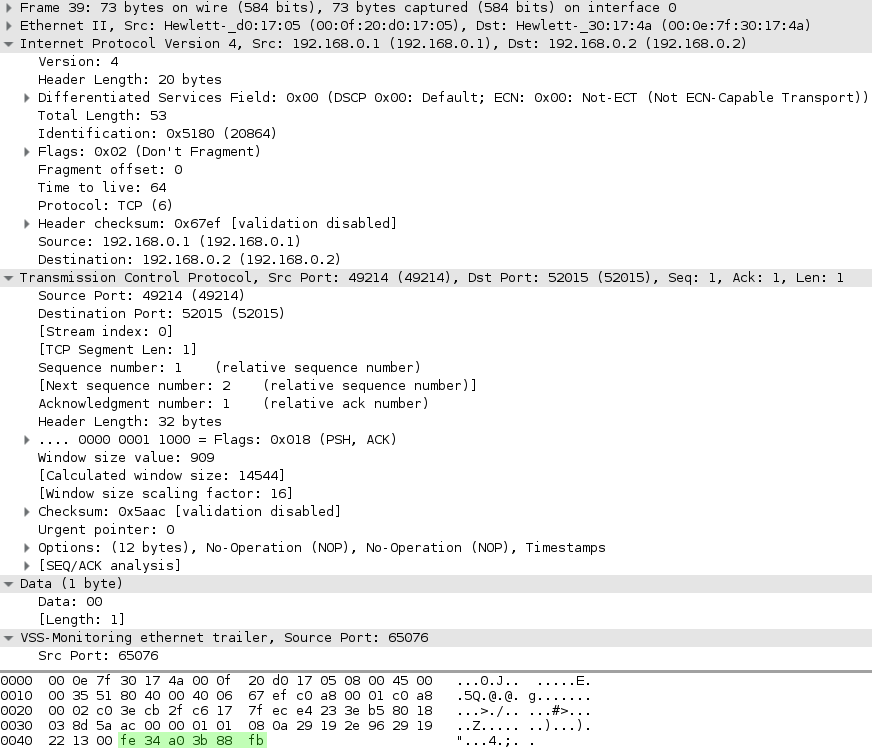 Frame 39: 73 bytes on wire (584 bits), 73 bytes captured (584 bits) on interface 0
Ethernet II, Src: Hewlett-_d0:17:05 (00:0f:20:d0:17:05), Dst: Hewlett-_30:17:4a (00:0e:7f:30:17:4a)
Internet Protocol Version 4, Src: 192.168.0.1 (192.168.0.1), Dst: 192.168.0.2 (192.168.0.2)
Version: 4
Header Length: 20 bytes
Differentiated Services Field: 0x00 (DSCP 0x00: Default; ECN: 0x00: Not-ECT (Not ECN-Capable Transport))
Total Length: 53
Identification: 0x5180 (20864)
Flags: 0x02 (Don't Fragment)
Fragment offset: 0
Time to live: 64
Protocol: TCP (6)
Header checksum: 0x67ef [validation disabled]
Source: 192.168.0.1 (192.168.0.1)
Destination: 192.168.0.2 (192.168.0.2)
Transmission Control Protocol, Src Port: 49214 (49214), Dst Port: 52015 (52015), Seq: 1, Ack: 1, Len: 1
Source Port: 49214 (49214)
Destination Port: 52015 (52015)
[Stream index: 0]
[TCP Segment Len: 1]
Sequence number: 1    (relative sequence number)
[Next sequence number: 2    (relative sequence number)]
Acknowledgment number: 1    (relative ack number)
Header Length: 32 bytes
.... 0000 0001 1000 = Flags: 0x018 (PSH, ACK)
Window size value: 909
[Calculated window size: 14544]
[Window size scaling factor: 16]
Checksum: 0x5aac [validation disabled]
Urgent pointer: 0
Options: (12 bytes), No-Operation (NOP), No-Operation (NOP), Timestamps
[SEQ/ACK analysis]
Data (1 byte)
Data: 00
[Length: 1]
VSS-Monitoring ethernet trailer, Source Port: 65076
Src Port: 65076
0000  00 0e 7f 30 17 4a 00 0f  20 d0 17 05 08 00 45 00   ...0.J..  .....E.
0010  00 35 51 80 40 00 40 06  67 ef c0 a8 00 01 c0 a8   .5Q.@.@. g.......
0020  00 02 c0 3e cb 2f c6 17  7f ec e4 23 3e b5 80 18   ...>./.. ...#>...
0030  03 8d 5a ac 00 00 01 01  08 0a 29 19 2e 96 29 19   ..Z..... ..)...).
0040  22 13 00 fe 34 a0 3b 88  fb                        "...4.;. .